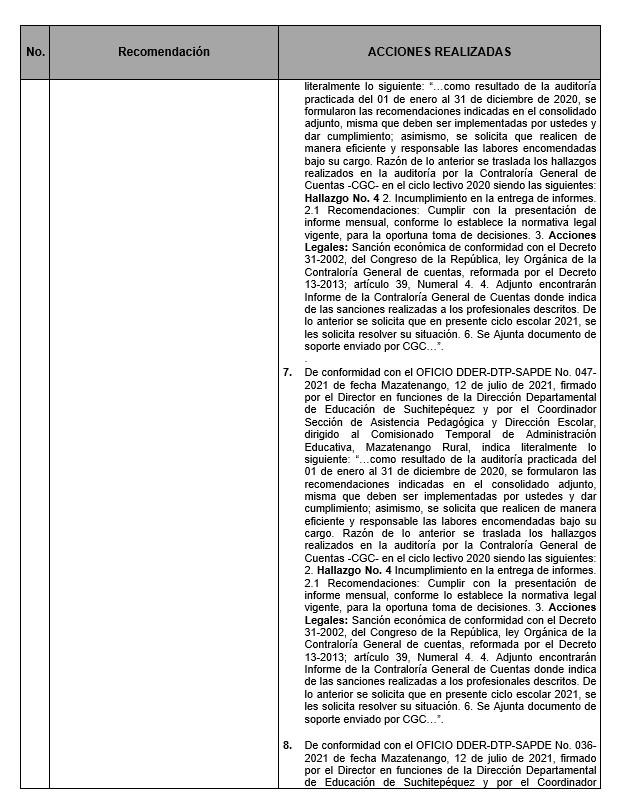 No. Recomendación ACCIONES REALIZADAS
literalmente lo siguiente: “…como resultado de la auditoría
practicada del 01 de enero al 31 de diciembre de 2020, se
formularon las recomendaciones indicadas en el consolidado
adjunto, misma que deben ser implementadas por ustedes y
dar cumplimiento; asimismo, se solicita que realicen de
manera eficiente y responsable las labores encomendadas
bajo su cargo. Razón de lo anterior se traslada los hallazgos
realizados en la auditoría por la Contraloría General de
Cuentas -CGC- en el ciclo lectivo 2020 siendo las siguientes:
Hallazgo No. 4 2. Incumplimiento en la entrega de informes.
2.1 Recomendaciones: Cumplir con la presentación de
informe mensual, conforme lo establece la normativa legal
vigente, para la oportuna toma de decisiones. 3. Acciones
Legales: Sanción económica de conformidad con el Decreto
31-2002, del Congreso de la República, ley Orgánica de la
Contraloría General de cuentas, reformada por el Decreto
13-2013; artículo 39, Numeral 4. 4. Adjunto encontrarán
Informe de la Contraloría General de Cuentas donde indica
de las sanciones realizadas a los profesionales descritos. De
lo anterior se solicita que en presente ciclo escolar 2021, se
les solicita resolver su situación. 6. Se Ajunta documento de
soporte enviado por CGC…”.
.
7. De conformidad con el OFICIO DDER-DTP-SAPDE No. 047-
2021 de fecha Mazatenango, 12 de julio de 2021, firmado
por el Director en funciones de la Dirección Departamental
de Educación de Suchitepéquez y por el Coordinador
Sección de Asistencia Pedagógica y Dirección Escolar,
dirigido al Comisionado Temporal de Administración
Educativa, Mazatenango Rural, indica literalmente lo
siguiente: “…como resultado de la auditoría practicada del
01 de enero al 31 de diciembre de 2020, se formularon las
recomendaciones indicadas en el consolidado adjunto,
misma que deben ser implementadas por ustedes y dar
cumplimiento; asimismo, se solicita que realicen de manera
eficiente y responsable las labores encomendadas bajo su
cargo. Razón de lo anterior se traslada los hallazgos
realizados en la auditoría por la Contraloría General de
Cuentas -CGC- en el ciclo lectivo 2020 siendo las siguientes:
2. Hallazgo No. 4 Incumplimiento en la entrega de informes.
2.1 Recomendaciones: Cumplir con la presentación de
informe mensual, conforme lo establece la normativa legal
vigente, para la oportuna toma de decisiones. 3. Acciones
Legales: Sanción económica de conformidad con el Decreto
31-2002, del Congreso de la República, ley Orgánica de la
Contraloría General de cuentas, reformada por el Decreto
13-2013; artículo 39, Numeral 4. 4. Adjunto encontrarán
Informe de la Contraloría General de Cuentas donde indica
de las sanciones realizadas a los profesionales descritos. De
lo anterior se solicita que en presente ciclo escolar 2021, se
les solicita resolver su situación. 6. Se Ajunta documento de
soporte enviado por CGC…”.
8. De conformidad con el OFICIO DDER-DTP-SAPDE No. 036-
2021 de fecha Mazatenango, 12 de julio de 2021, firmado
por el Director en funciones de la Dirección Departamental
de Educación de Suchitepéquez y por el Coordinador